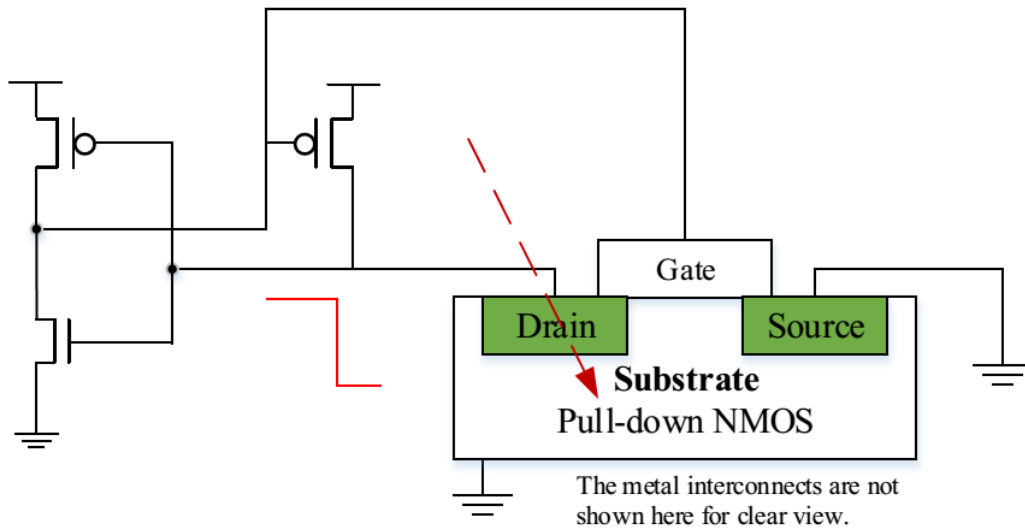 Gate
Drain
Source
Substrate
Pull-down NMOS
The metal interconnects are not
shown here for clear view.